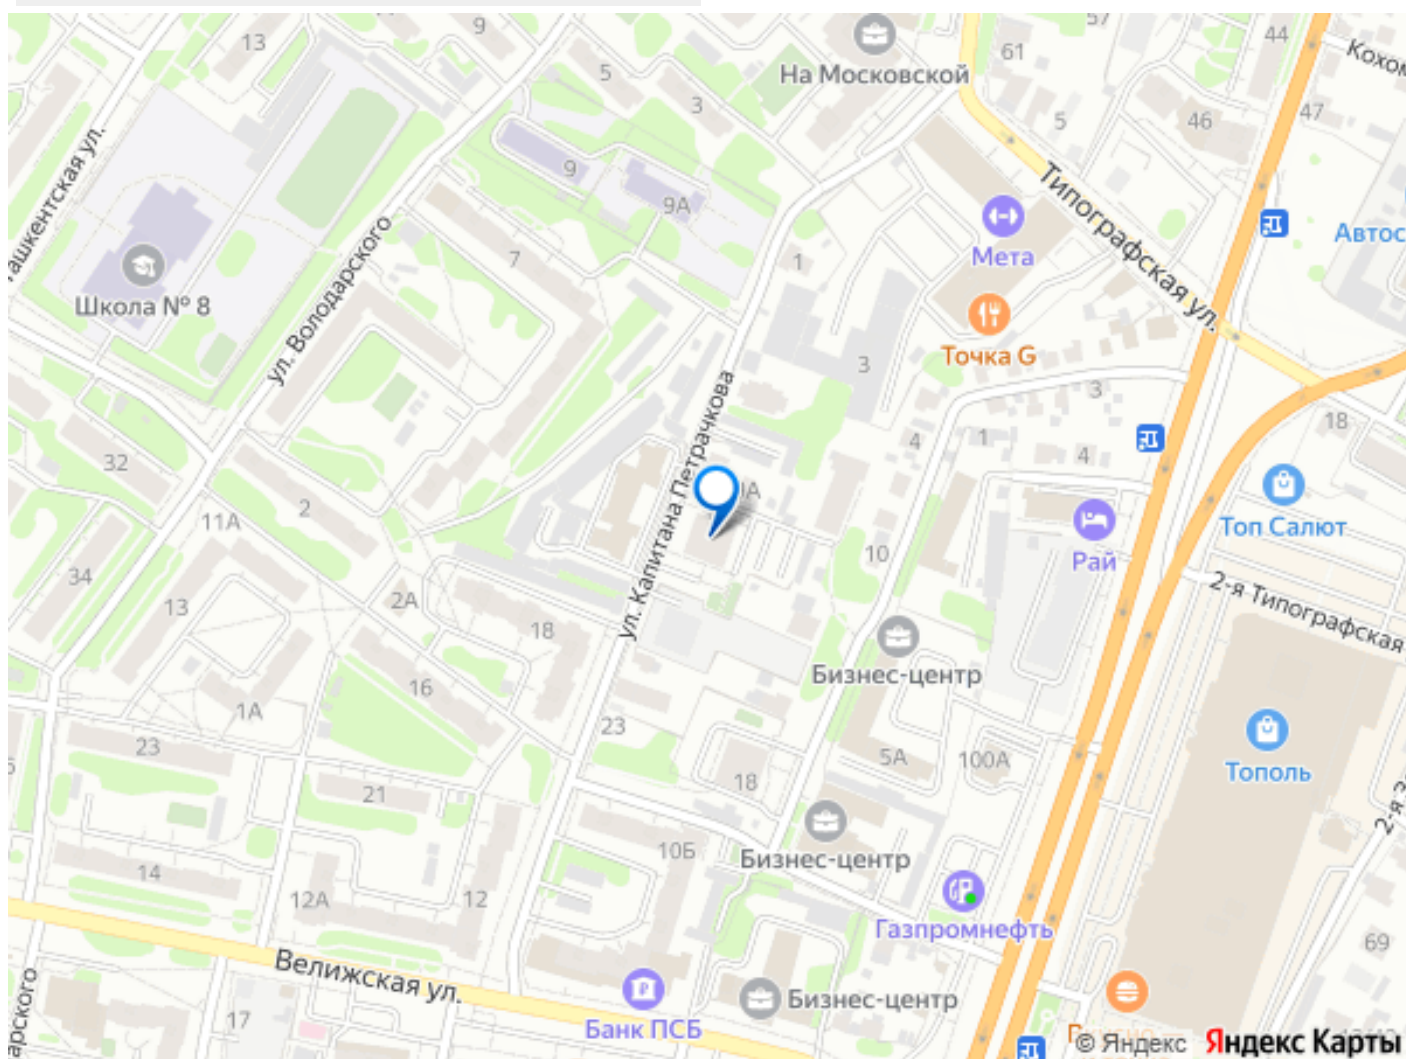 13
9
На Московской
57
44
Кохом
61
5
3
5
46
47
Ташкентская ул.
9
9А
Типографская ул.
Мета
Автос
Школа № 8
ул. Володарского
7
1
Точка G
3
3
ул. Капитана Петрачкова
32
4
1
4
18
Топ Салют
11А
2
Рай
10
34
13
2А
18
2-я Типографская
16
Бизнес-центр
1А
23
23
5А
100А
Тополь
21
18
2-я
10Б
Бизнес-центр
14
12А
12
Газпромнефть
69
Велижская ул.
17
Банк ПСБ
Бизнес-центр
© Яндекс Яндекс Карты